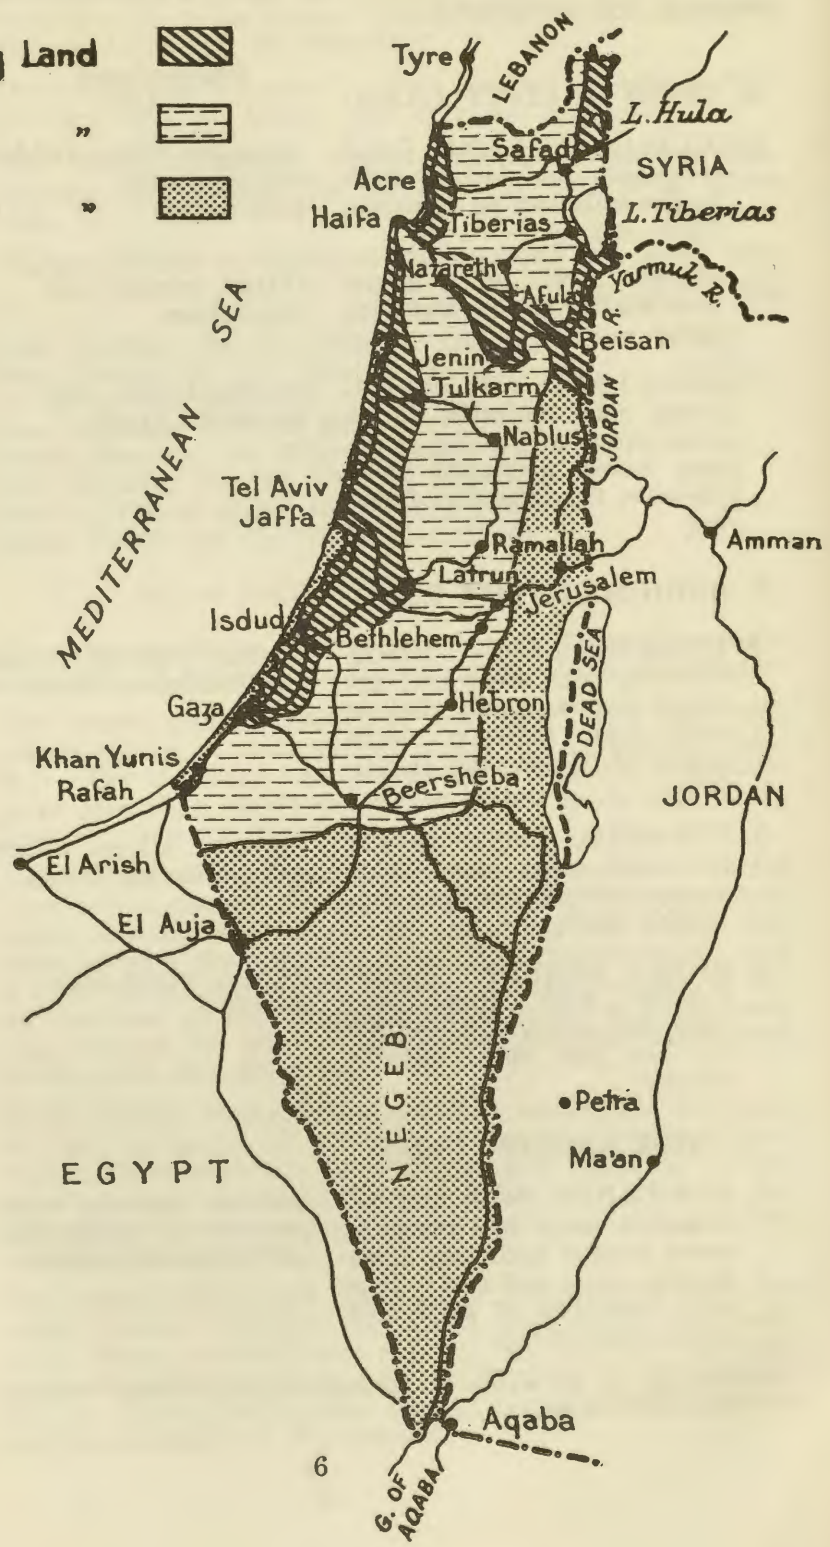 Land
"
"
Tyre
LEBANON
L. Hula
Safad
SYRIA
Acre
Haifa
Tiberias
L. Tiberias
Nazareth
Yarmuk R.
Afula
SEA
Beisan
Jenin
Tulkarm
JORDAN R.
MEDITERRANEAN
Nablus
Tel Aviv
Jaffa
Amman
Ramallah
Latrun
Jerusalem
Isdud
Bethlehem
DEAD SEA
Gaza
Hebron
Khan Yunis
Rafah
Beersheba
JORDAN
El Arish
El Auja
NEGEB
Petra
Ma'an
EGYPT
Aqaba
6
G. OF
AQABA